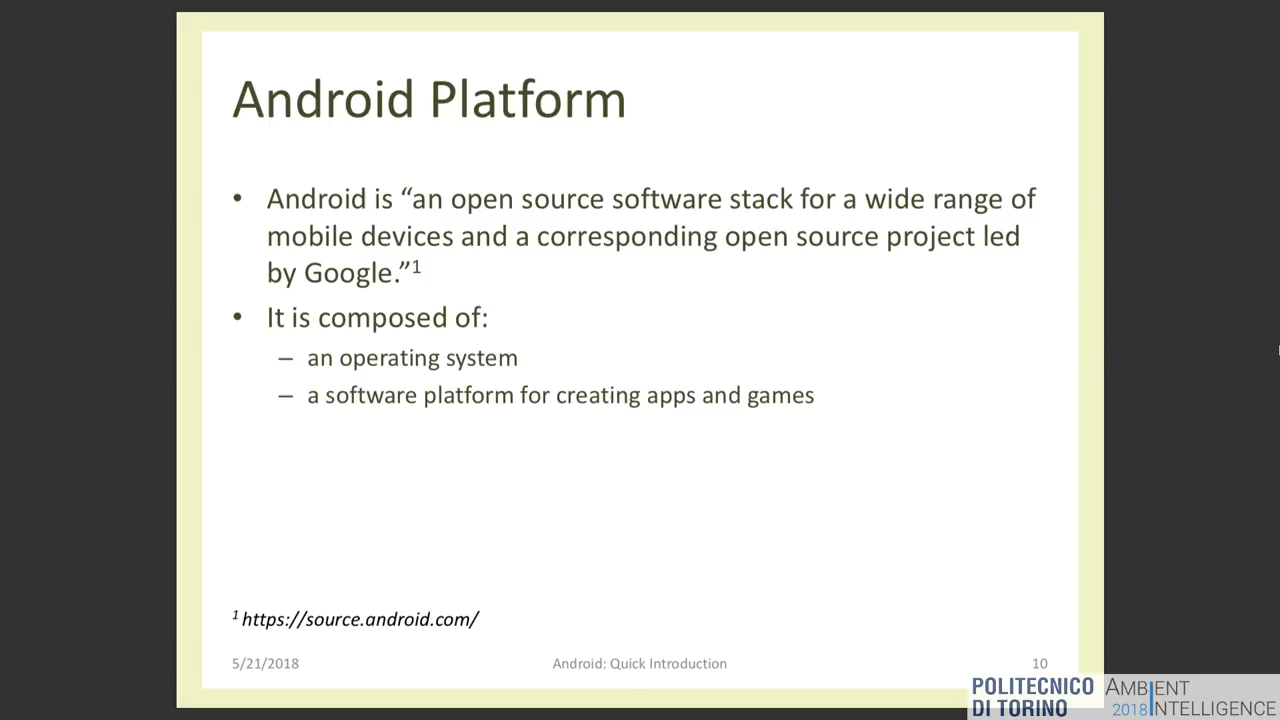 Android Platform
• Android is “an open source software stack for a wide range of
mobile devices and a corresponding open source project led
by Google.”1
• It is composed of:
– an operating system
– a software platform for creating apps and games
1 https://source.android.com/
5/21/2018 Android: Quick Introduction 10
POLITECNICO
DI TORINO
AMBIENT
2018 INTELLIGENCE